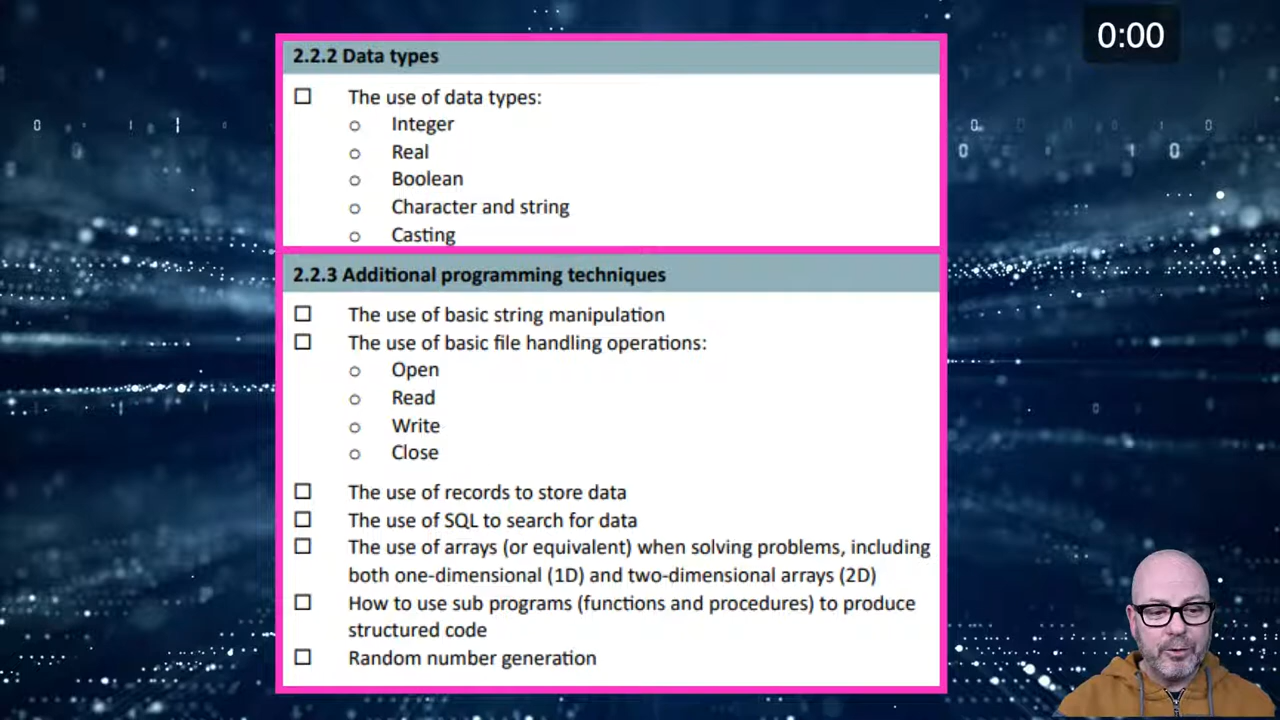 0:00
2.2.2 Data types
☐ The use of data types:
o Integer
o Real
o Boolean
o Character and string
o Casting
2.2.3 Additional programming techniques
☐ The use of basic string manipulation
☐ The use of basic file handling operations:
o Open
o Read
o Write
o Close
☐ The use of records to store data
☐ The use of SQL to search for data
☐ The use of arrays (or equivalent) when solving problems, including
both one-dimensional (1D) and two-dimensional arrays (2D)
☐ How to use sub programs (functions and procedures) to produce
structured code
☐ Random number generation